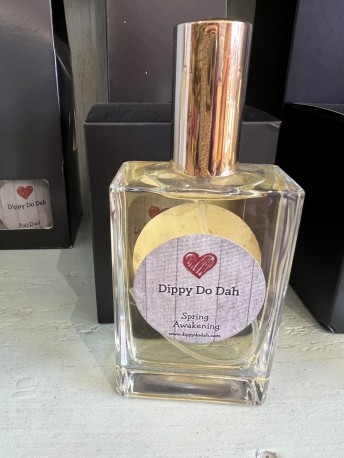 Dippy Do Dah
Spring
Awakening
www.dippydodah.com
Dippy Do Dah